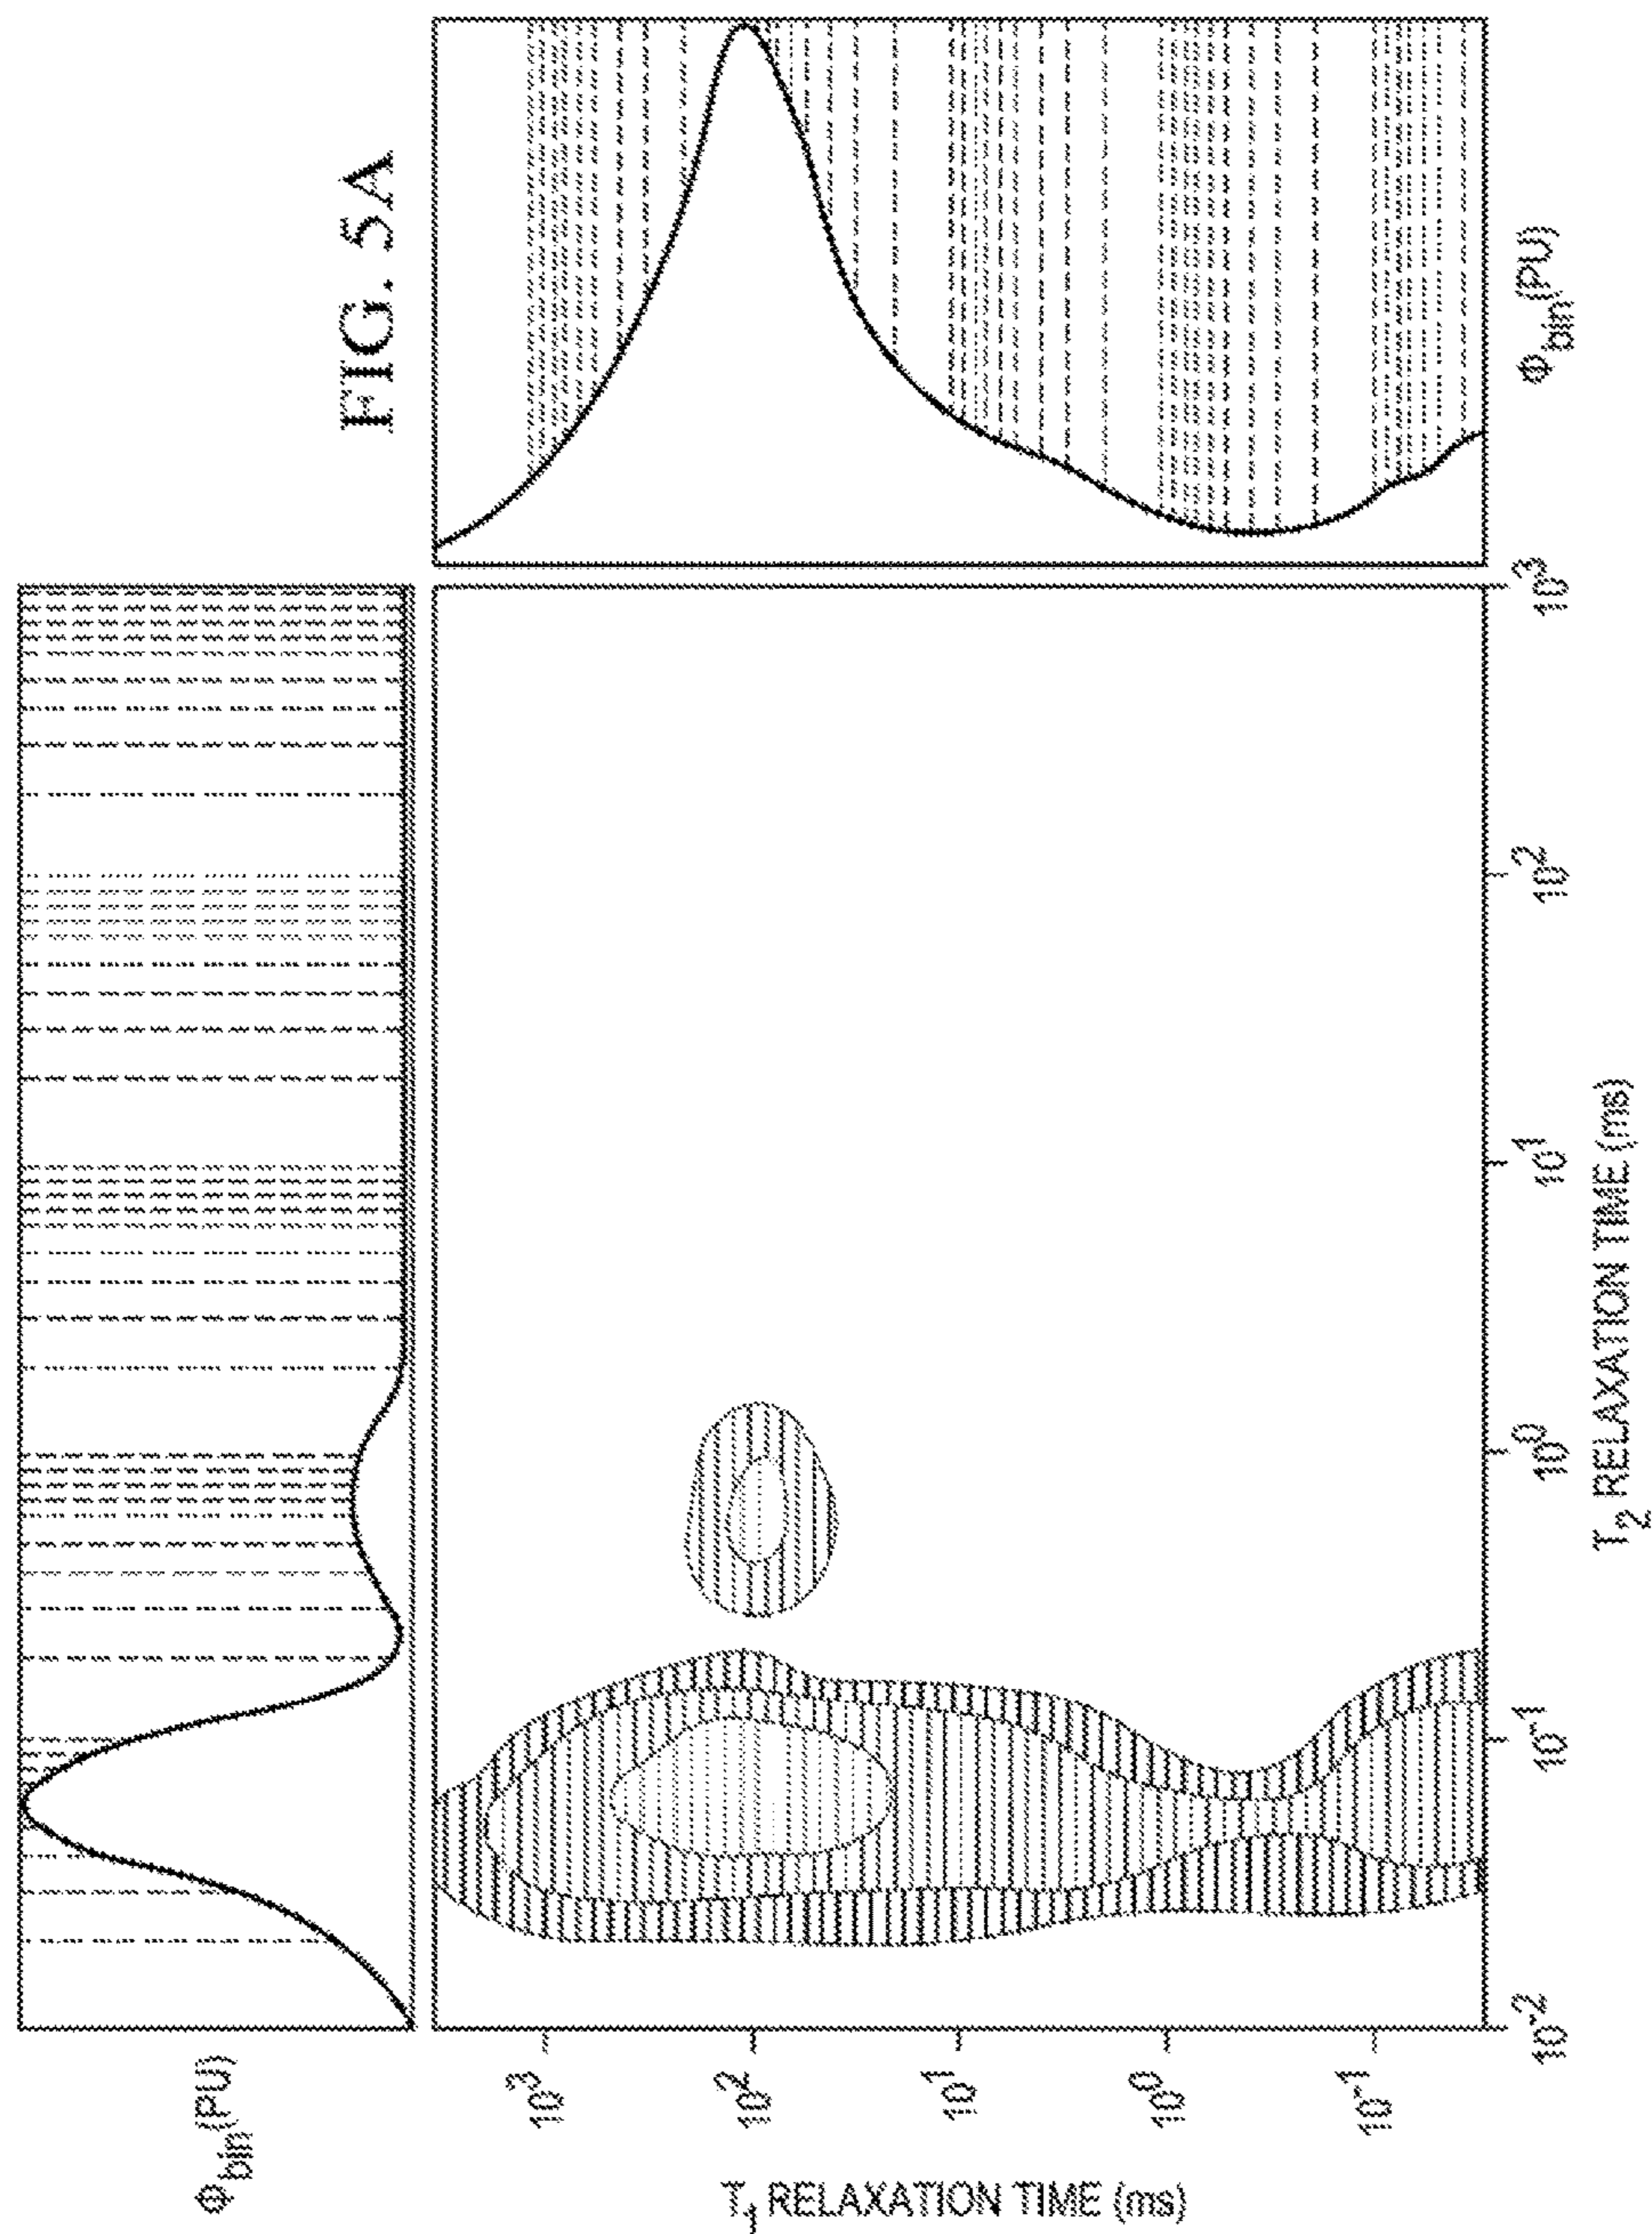 FIG. 5A
Φbin(PU)
T1 RELAXATION TIME (ms)
10^3
10^2
10^1
10^0
10^-1
10^-2
10^-1
10^0
10^1
10^2
10^3
T2 RELAXATION TIME (ms)
Φbin(PU)